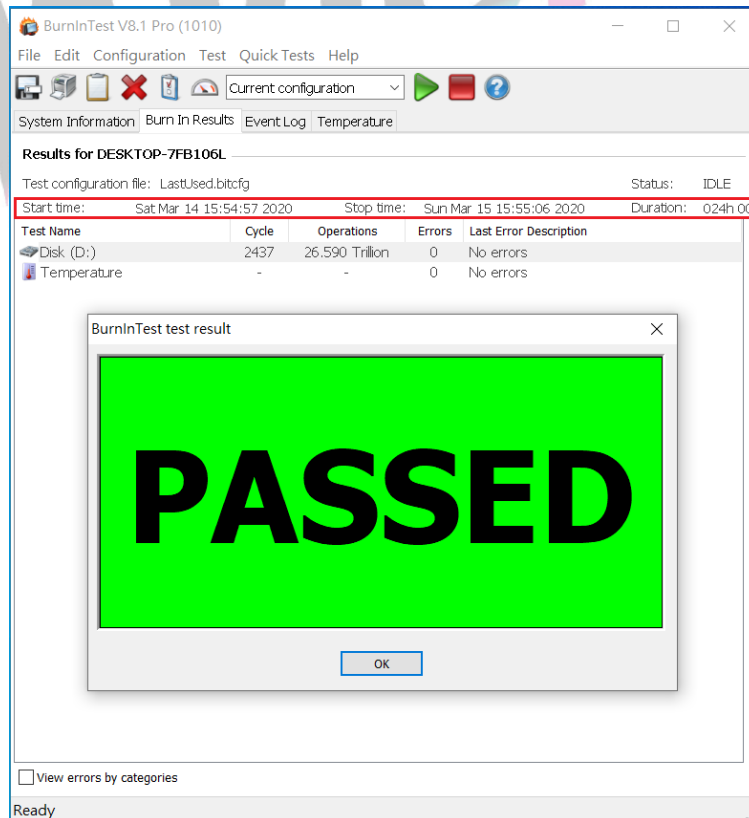 BurnInTest V8.1 Pro (1010)
File Edit Configuration Test Quick Tests Help
Current configuration
System Information Burn In Results Event Log Temperature
Results for DESKTOP-7FB106L
Test configuration file: LastUsed.bitcfg Status: IDLE
Start time: Sat Mar 14 15:54:57 2020 Stop time: Sun Mar 15 15:55:06 2020 Duration: 024h 00
Test Name Cycle Operations Errors Last Error Description
Disk (D:) 2437 26.590 Trillion 0 No errors
Temperature - - 0 No errors
BurnInTest test result
PASSED
OK
View errors by categories
Ready